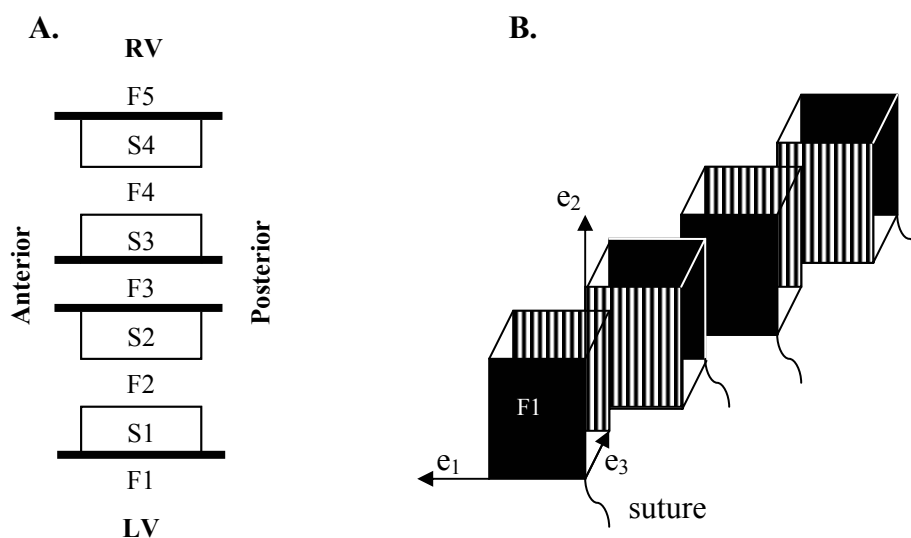 A.
RV
F5
S4
F4
S3
F3
S2
F2
S1
F1
LV
Anterior
Posterior
B.
e2
F1
e1
e3
suture